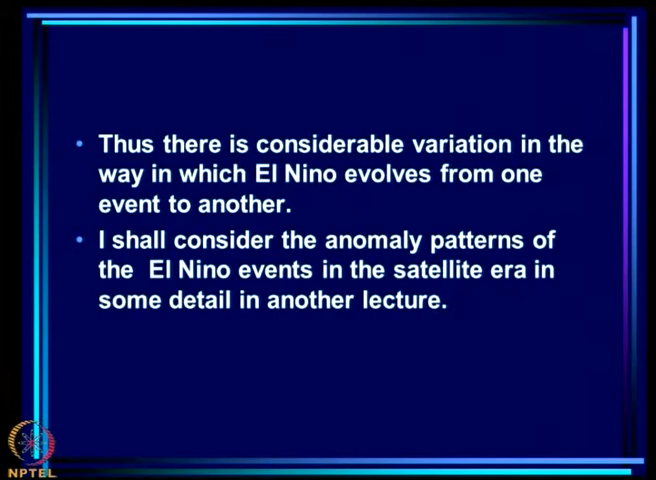 • Thus there is considerable variation in the
way in which El Nino evolves from one
event to another.
• I shall consider the anomaly patterns of
the El Nino events in the satellite era in
some detail in another lecture.
NPTEL